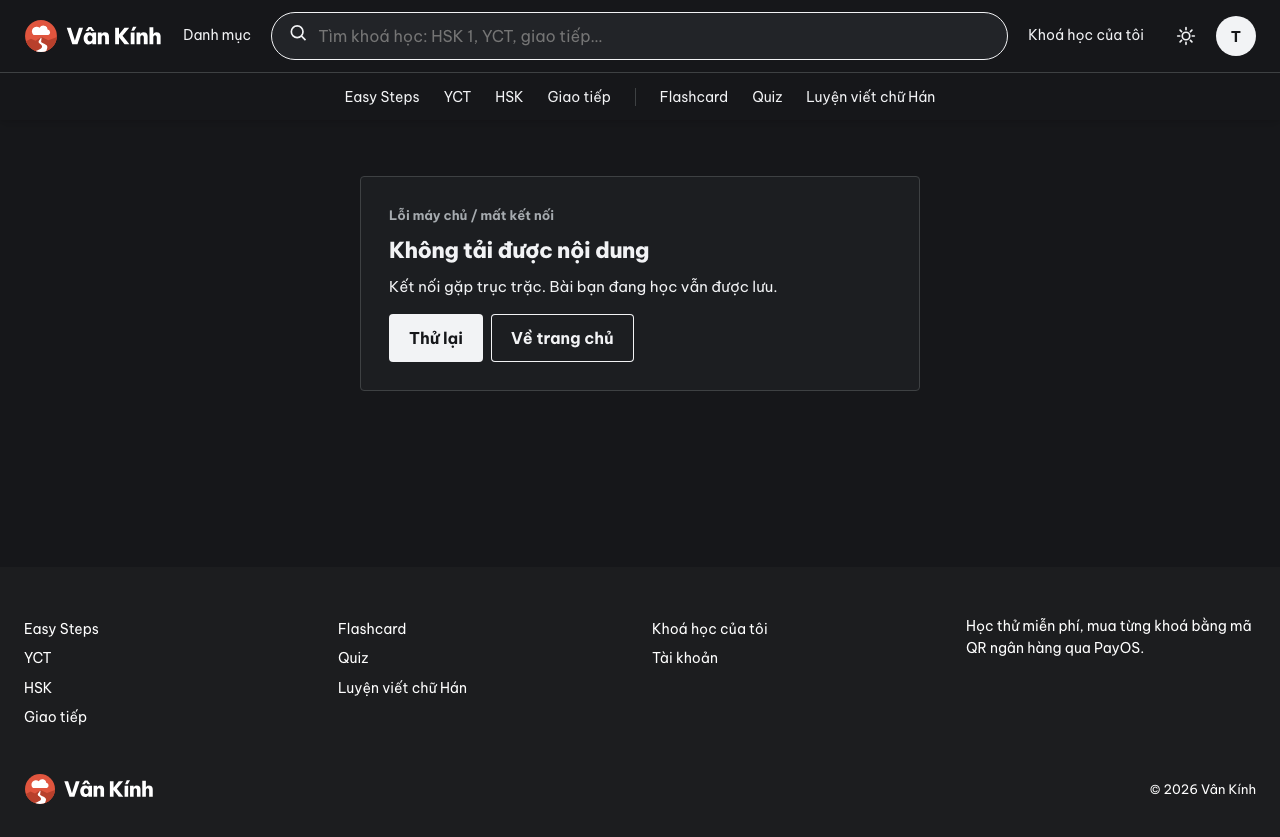 Vân Kính
Danh mục
Tìm khoá học: HSK 1, YCT, giao tiếp...
Khoá học của tôi
T
Easy Steps
YCT
HSK
Giao tiếp
Flashcard
Quiz
Luyện viết chữ Hán
Lỗi máy chủ / mất kết nối
Không tải được nội dung
Kết nối gặp trục trặc. Bài bạn đang học vẫn được lưu.
Thử lại
Về trang chủ
Easy Steps
YCT
HSK
Giao tiếp
Flashcard
Quiz
Luyện viết chữ Hán
Khoá học của tôi
Tài khoản
Học thử miễn phí, mua từng khoá bằng mã
QR ngân hàng qua PayOS.
Vân Kính
© 2026 Vân Kính